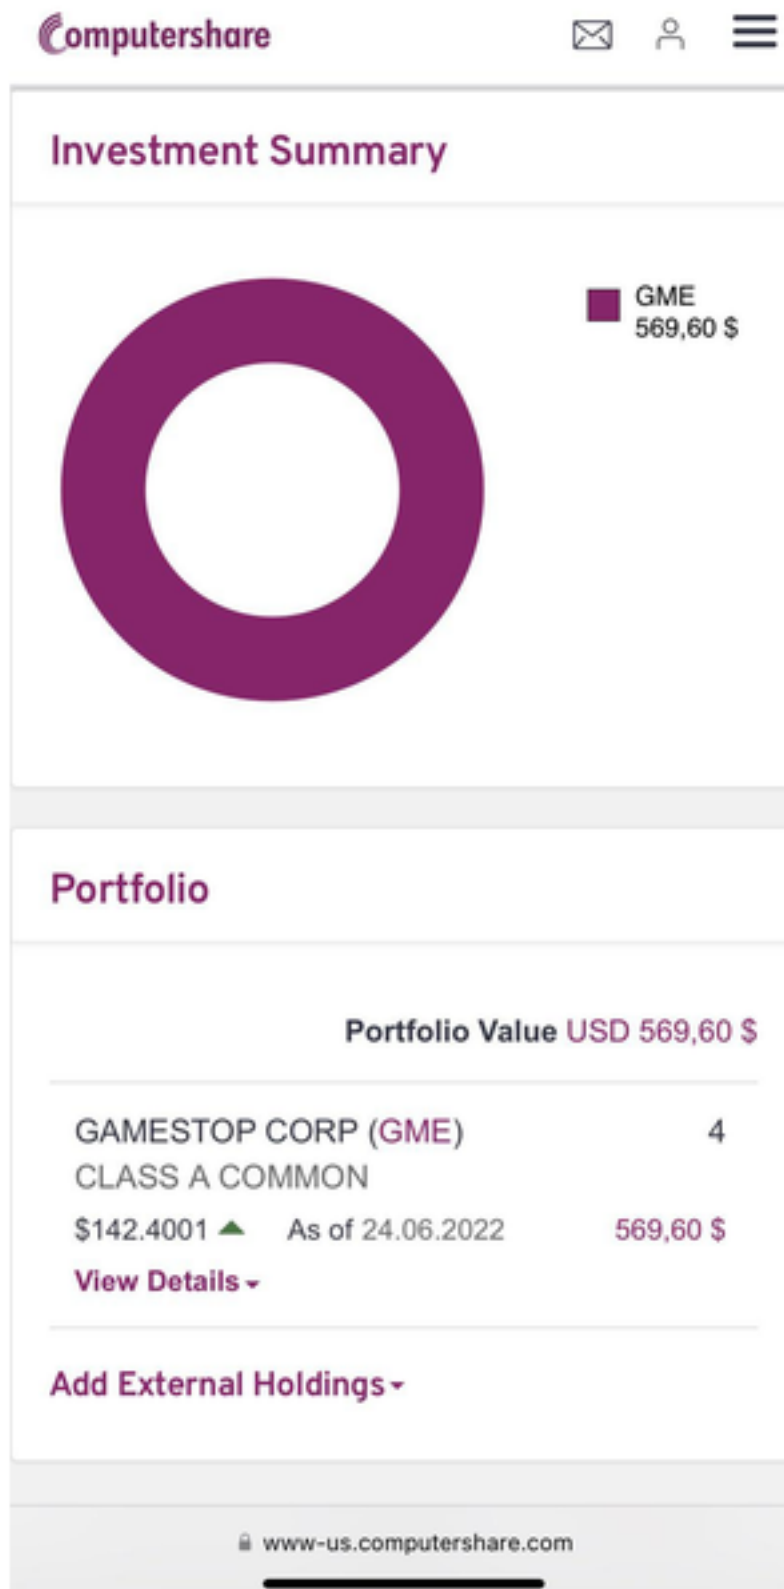 Computershare
Investment Summary
GME
569,60 $
Portfolio
Portfolio Value USD 569,60 $
GAMESTOP CORP (GME) 4
CLASS A COMMON
$142.4001 As of 24.06.2022 569,60 $
View Details
Add External Holdings
www-us.computershare.com